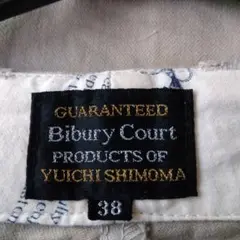 GUARANTEED
Bibury Court
PRODUCTS OF
YUICHI SHIMOMA
38